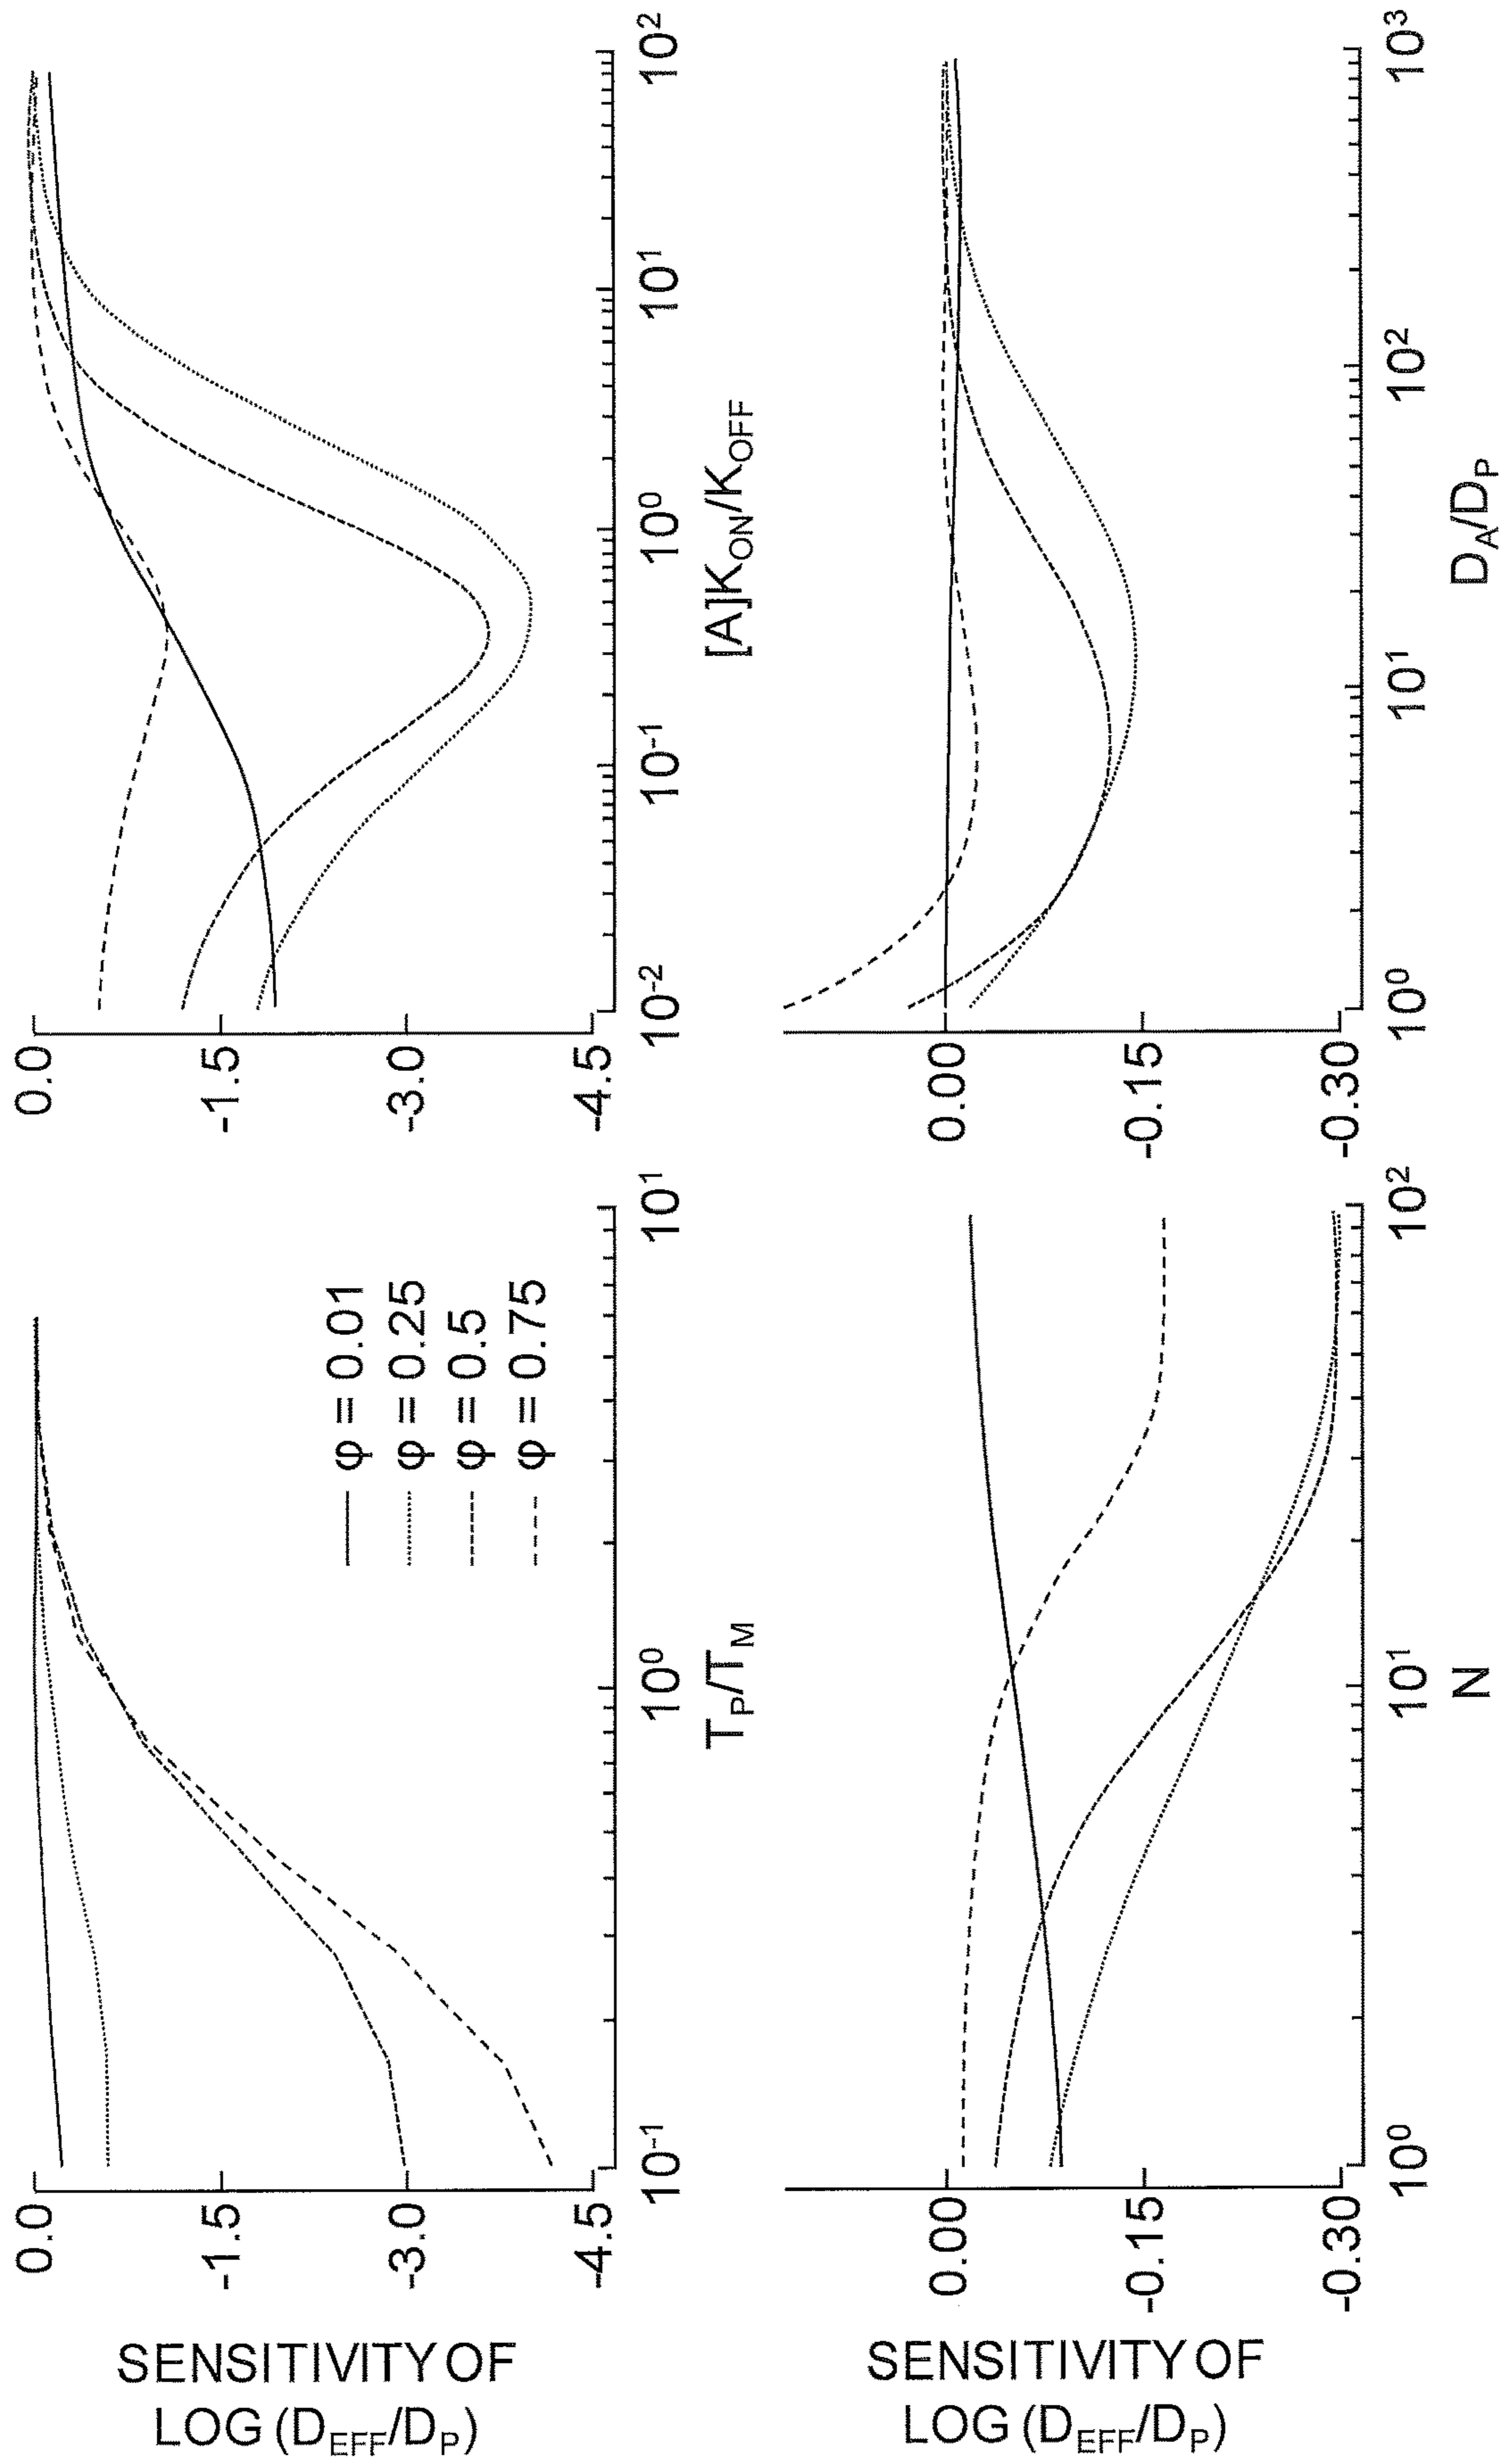 SENSITIVITY OF
LOG (D_EFF/D_P)
0.0
-1.5
-3.0
-4.5
10^-1
10^0
10^1
T_P/T_M
φ = 0.01
φ = 0.25
φ = 0.5
φ = 0.75
0.0
-1.5
-3.0
-4.5
10^-2
10^-1
10^0
10^1
10^2
[A]K_ON/K_OFF
SENSITIVITY OF
LOG (D_EFF/D_P)
0.00
-0.15
-0.30
10^0
10^1
10^2
N
0.00
-0.15
-0.30
10^0
10^1
10^2
10^3
D_A/D_P